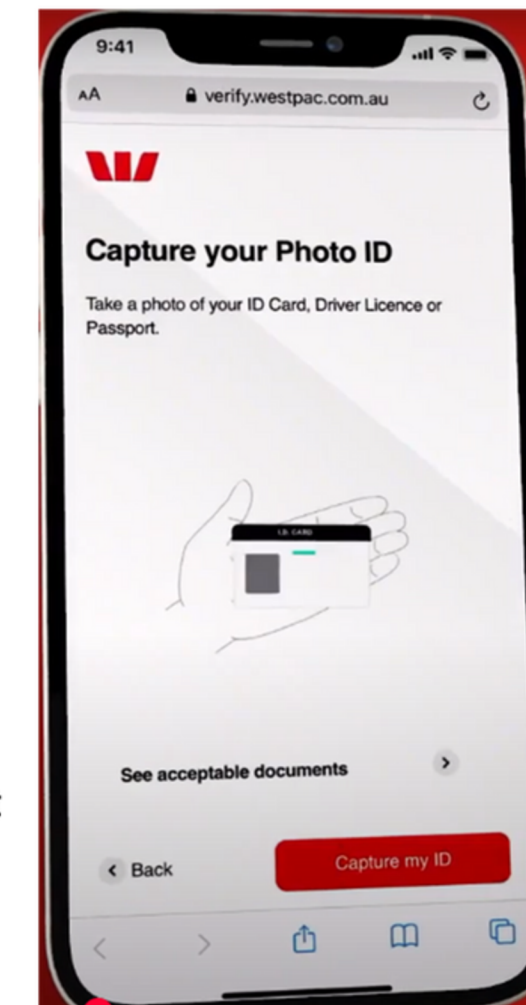 9:41
AA verify.westpac.com.au
Capture your Photo ID
Take a photo of your ID Card, Driver Licence or
Passport.
I.D. CARD
See acceptable documents
Back
Capture my ID